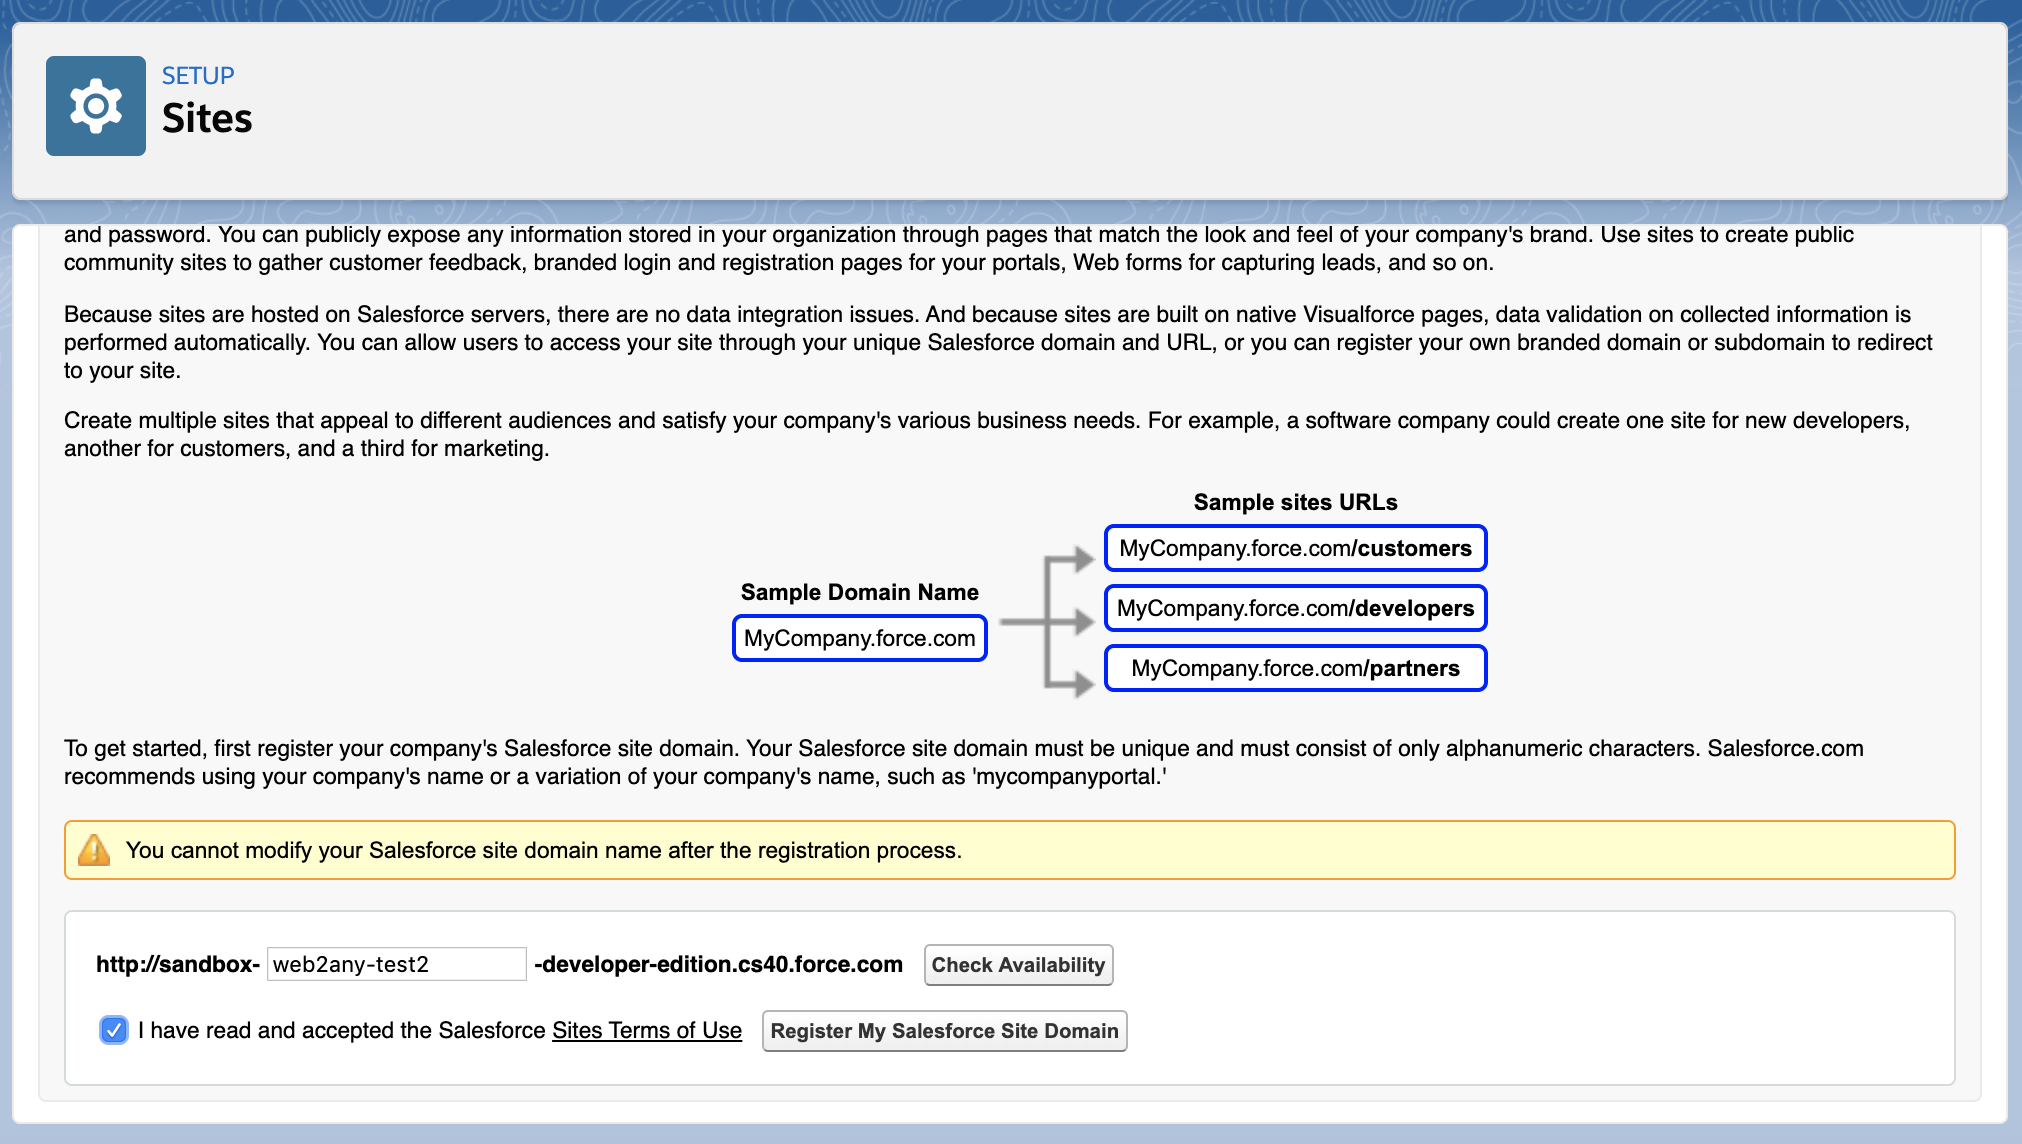 SETUP
Sites
and password. You can publicly expose any information stored in your organization through pages that match the look and feel of your company's brand. Use sites to create public
community sites to gather customer feedback, branded login and registration pages for your portals, Web forms for capturing leads, and so on.
Because sites are hosted on Salesforce servers, there are no data integration issues. And because sites are built on native Visualforce pages, data validation on collected information is
performed automatically. You can allow users to access your site through your unique Salesforce domain and URL, or you can register your own branded domain or subdomain to redirect
to your site.
Create multiple sites that appeal to different audiences and satisfy your company's various business needs. For example, a software company could create one site for new developers,
another for customers, and a third for marketing.
Sample sites URLs
MyCompany.force.com/customers
Sample Domain Name
MyCompany.force.com/developers
MyCompany.force.com
MyCompany.force.com/partners
To get started, first register your company's Salesforce site domain. Your Salesforce site domain must be unique and must consist of only alphanumeric characters. Salesforce.com
recommends using your company's name or a variation of your company's name, such as 'mycompanyportal.'
You cannot modify your Salesforce site domain name after the registration process.
http://sandbox- web2any-test2 -developer-edition.cs40.force.com Check Availability
I have read and accepted the Salesforce Sites Terms of Use Register My Salesforce Site Domain